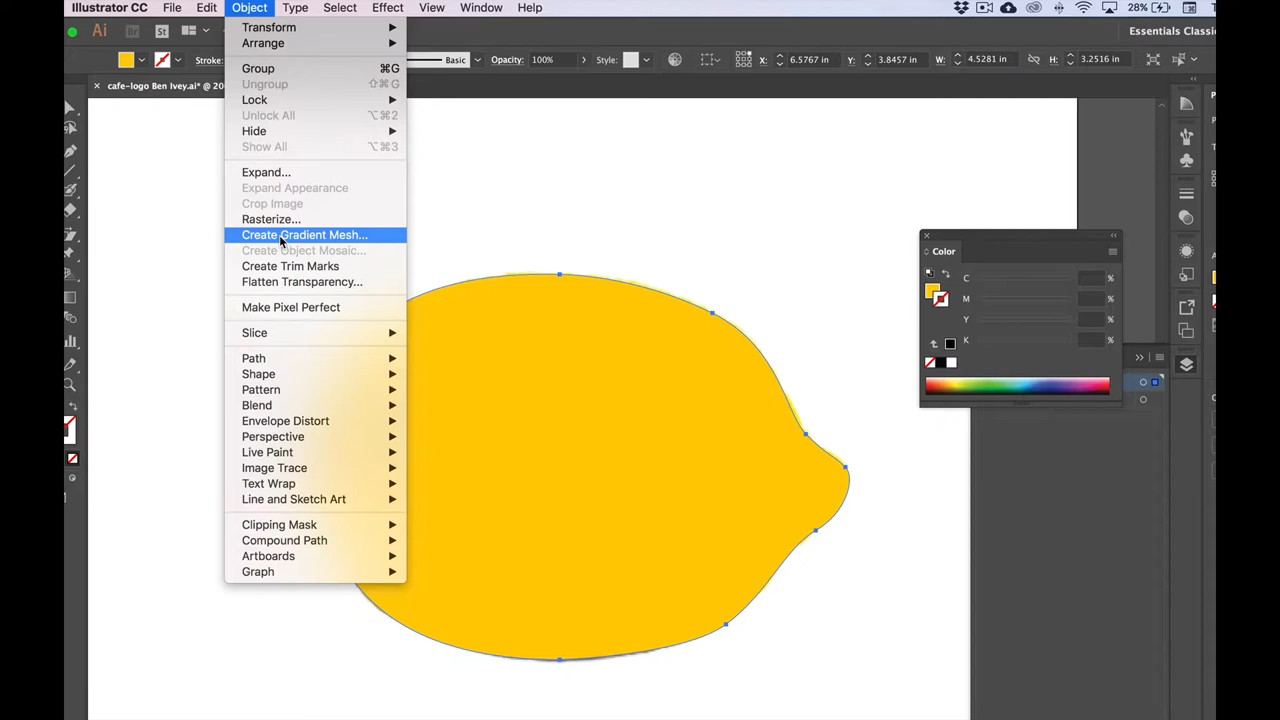 Illustrator CC File Edit Object Type Select Effect View Window Help 28%
Ai Br St Essentials Classic
Stroke: Basic Opacity: 100% Style: X: 6.5767 in Y: 3.8457 in W: 4.5281 in H: 3.2516 in
× cafe-logo Ben Ivey.ai* @ 20
Transform
Arrange
Group ⌘G
Ungroup ⇧⌘G
Lock
Unlock All ⌥⌘2
Hide
Show All ⌥⌘3
Expand...
Expand Appearance
Crop Image
Rasterize...
Create Gradient Mesh...
Create Object Mosaic...
Create Trim Marks
Flatten Transparency...
Make Pixel Perfect
Slice
Path
Shape
Pattern
Blend
Envelope Distort
Perspective
Live Paint
Image Trace
Text Wrap
Line and Sketch Art
Clipping Mask
Compound Path
Artboards
Graph
Color
C %
M %
Y %
K %